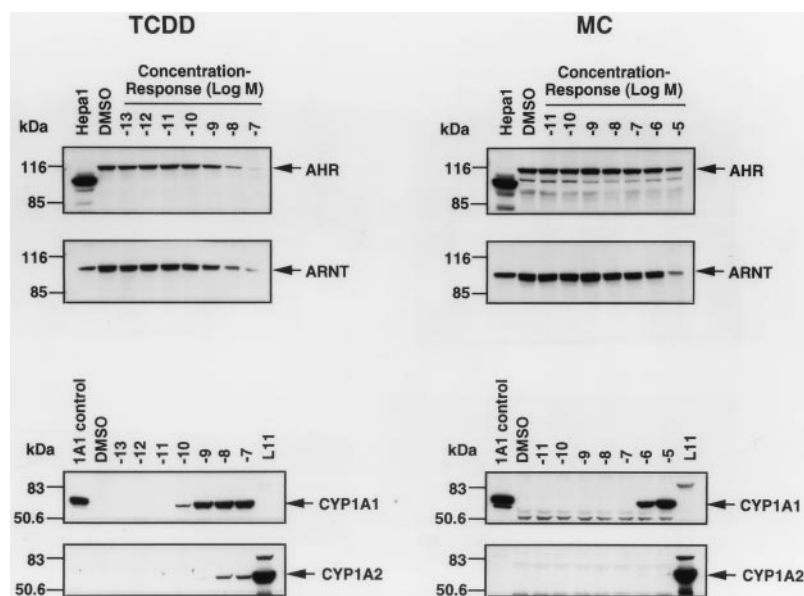 TCDD
Concentration-
Response (Log M)
kDa
Hepa1
DMSO
-13
-12
-11
-10
-9
-8
-7
116
85
AHR
116
85
ARNT
kDa
1A1 control
DMSO
-13
-12
-11
-10
-9
-8
-7
L11
83
50.6
CYP1A1
83
50.6
CYP1A2
MC
Concentration-
Response (Log M)
kDa
Hepa1
DMSO
-11
-10
-9
-8
-7
-6
-5
116
85
AHR
116
85
ARNT
kDa
1A1 control
DMSO
-11
-10
-9
-8
-7
-6
-5
L11
83
50.6
CYP1A1
83
50.6
CYP1A2